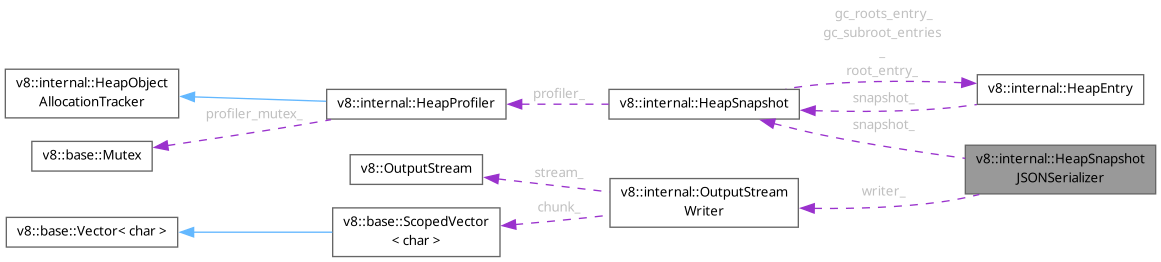 gc_roots_entry_
gc_subroot_entries
_
root_entry_
v8::internal::HeapObject
AllocationTracker
v8::internal::HeapProfiler
profiler_
v8::internal::HeapSnapshot
snapshot_
v8::internal::HeapEntry
profiler_mutex_
snapshot_
v8::base::Mutex
v8::OutputStream
stream_
v8::internal::OutputStream
Writer
writer_
v8::internal::HeapSnapshot
JSONSerializer
v8::base::Vector< char >
v8::base::ScopedVector
< char >
chunk_